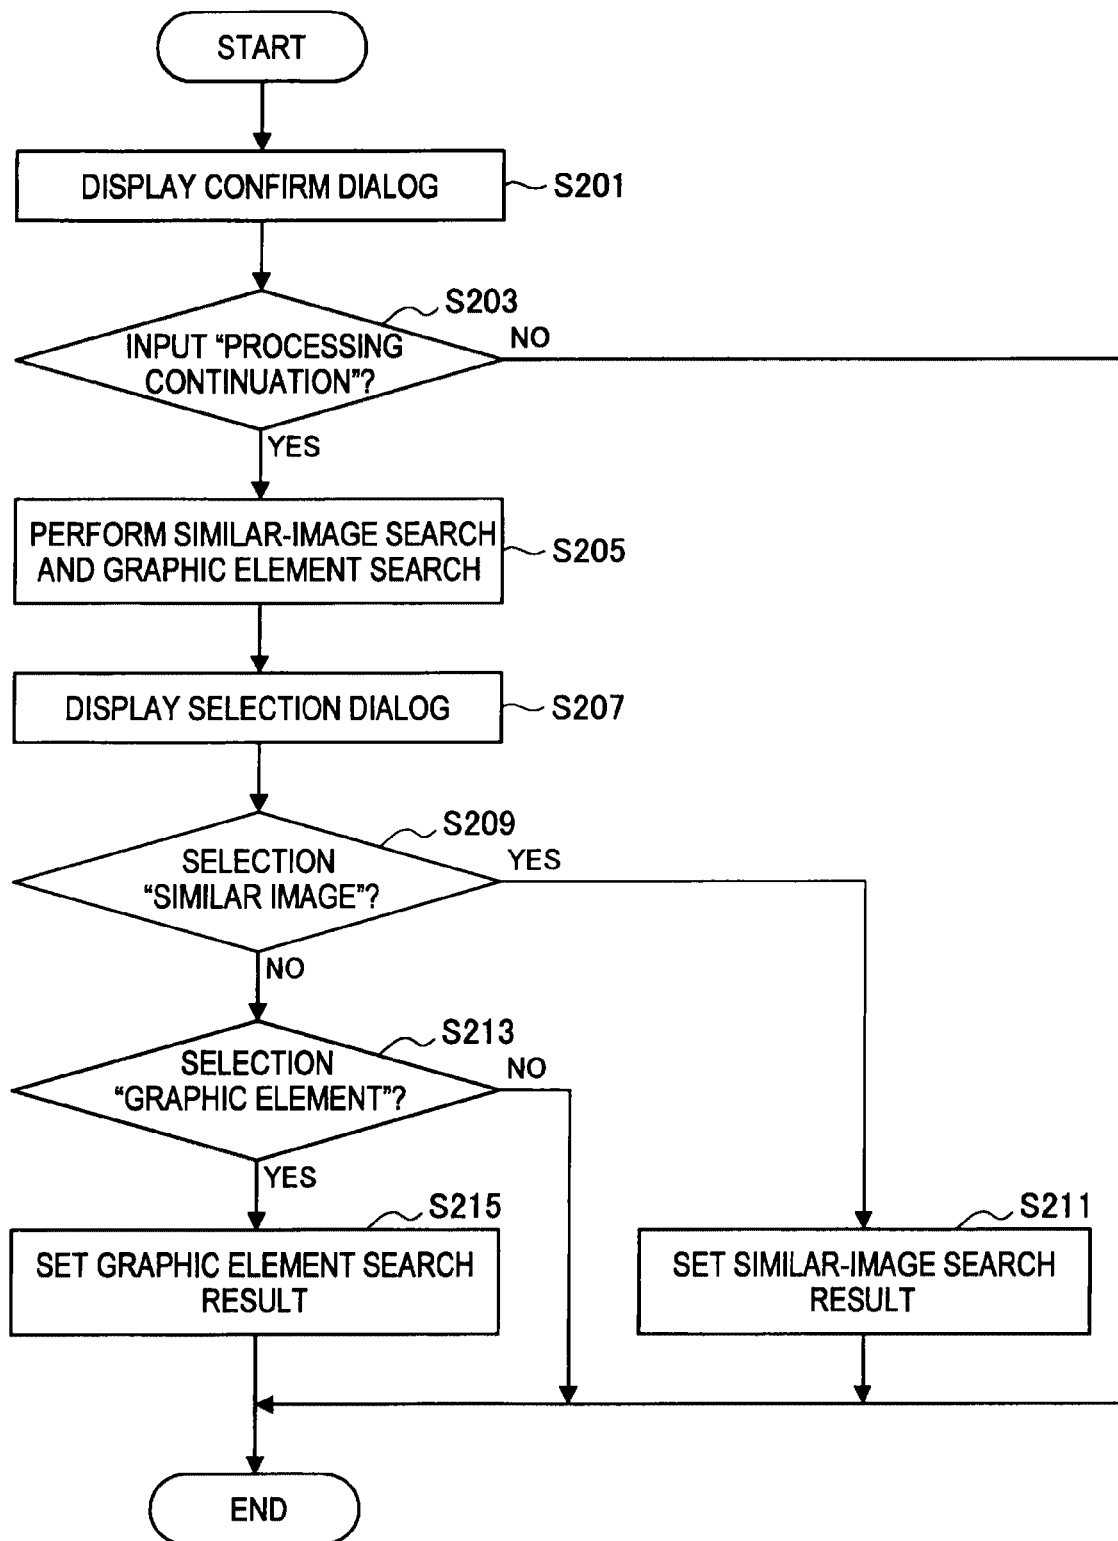 START
DISPLAY CONFIRM DIALOG
S201
S203
INPUT “PROCESSING
CONTINUATION”?
NO
YES
PERFORM SIMILAR-IMAGE SEARCH
AND GRAPHIC ELEMENT SEARCH
S205
DISPLAY SELECTION DIALOG
S207
S209
SELECTION
“SIMILAR IMAGE”?
YES
NO
S213
SELECTION
“GRAPHIC ELEMENT”?
NO
YES
S215
SET GRAPHIC ELEMENT SEARCH
RESULT
S211
SET SIMILAR-IMAGE SEARCH
RESULT
END